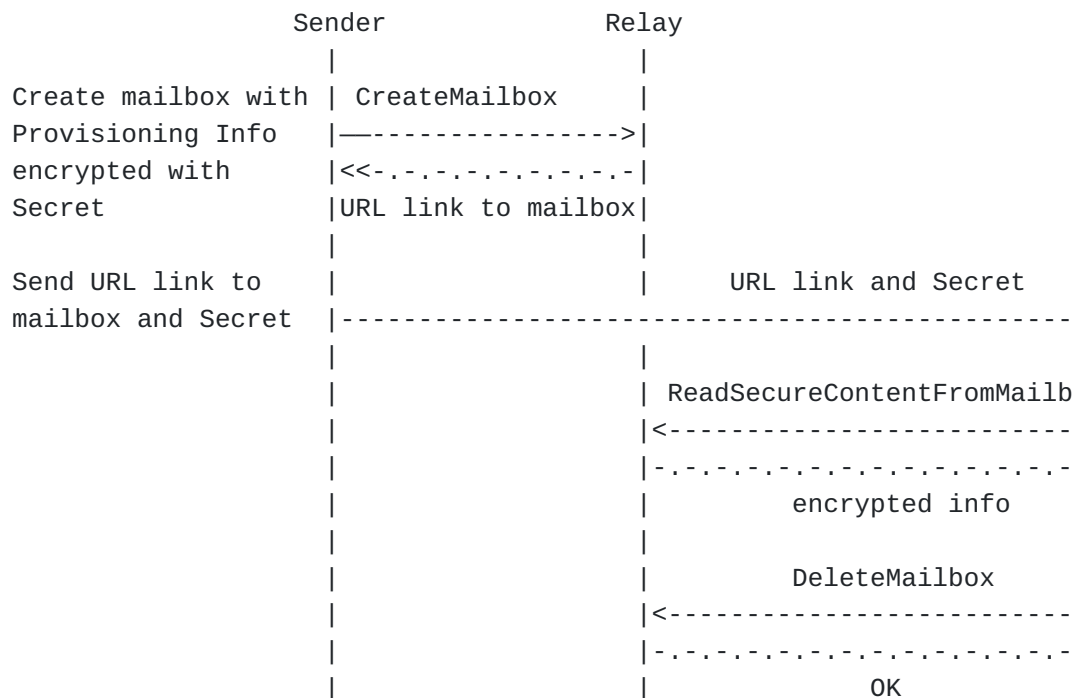 Sender Relay
| |
Create mailbox with | CreateMailbox |
Provisioning Info |——---------------->|
encrypted with |<<-.-.-.-.-.-.-.-.-|
Secret |URL link to mailbox|
| |
Send URL link to | | URL link and Secret
mailbox and Secret |-----------------------------------------------
| |
| | ReadSecureContentFromMailb
| |<--------------------------
| |-.-.-.-.-.-.-.-.-.-.-.-.-.-
| | encrypted info
| |
| | DeleteMailbox
| |<--------------------------
| |-.-.-.-.-.-.-.-.-.-.-.-.-.-
| | OK